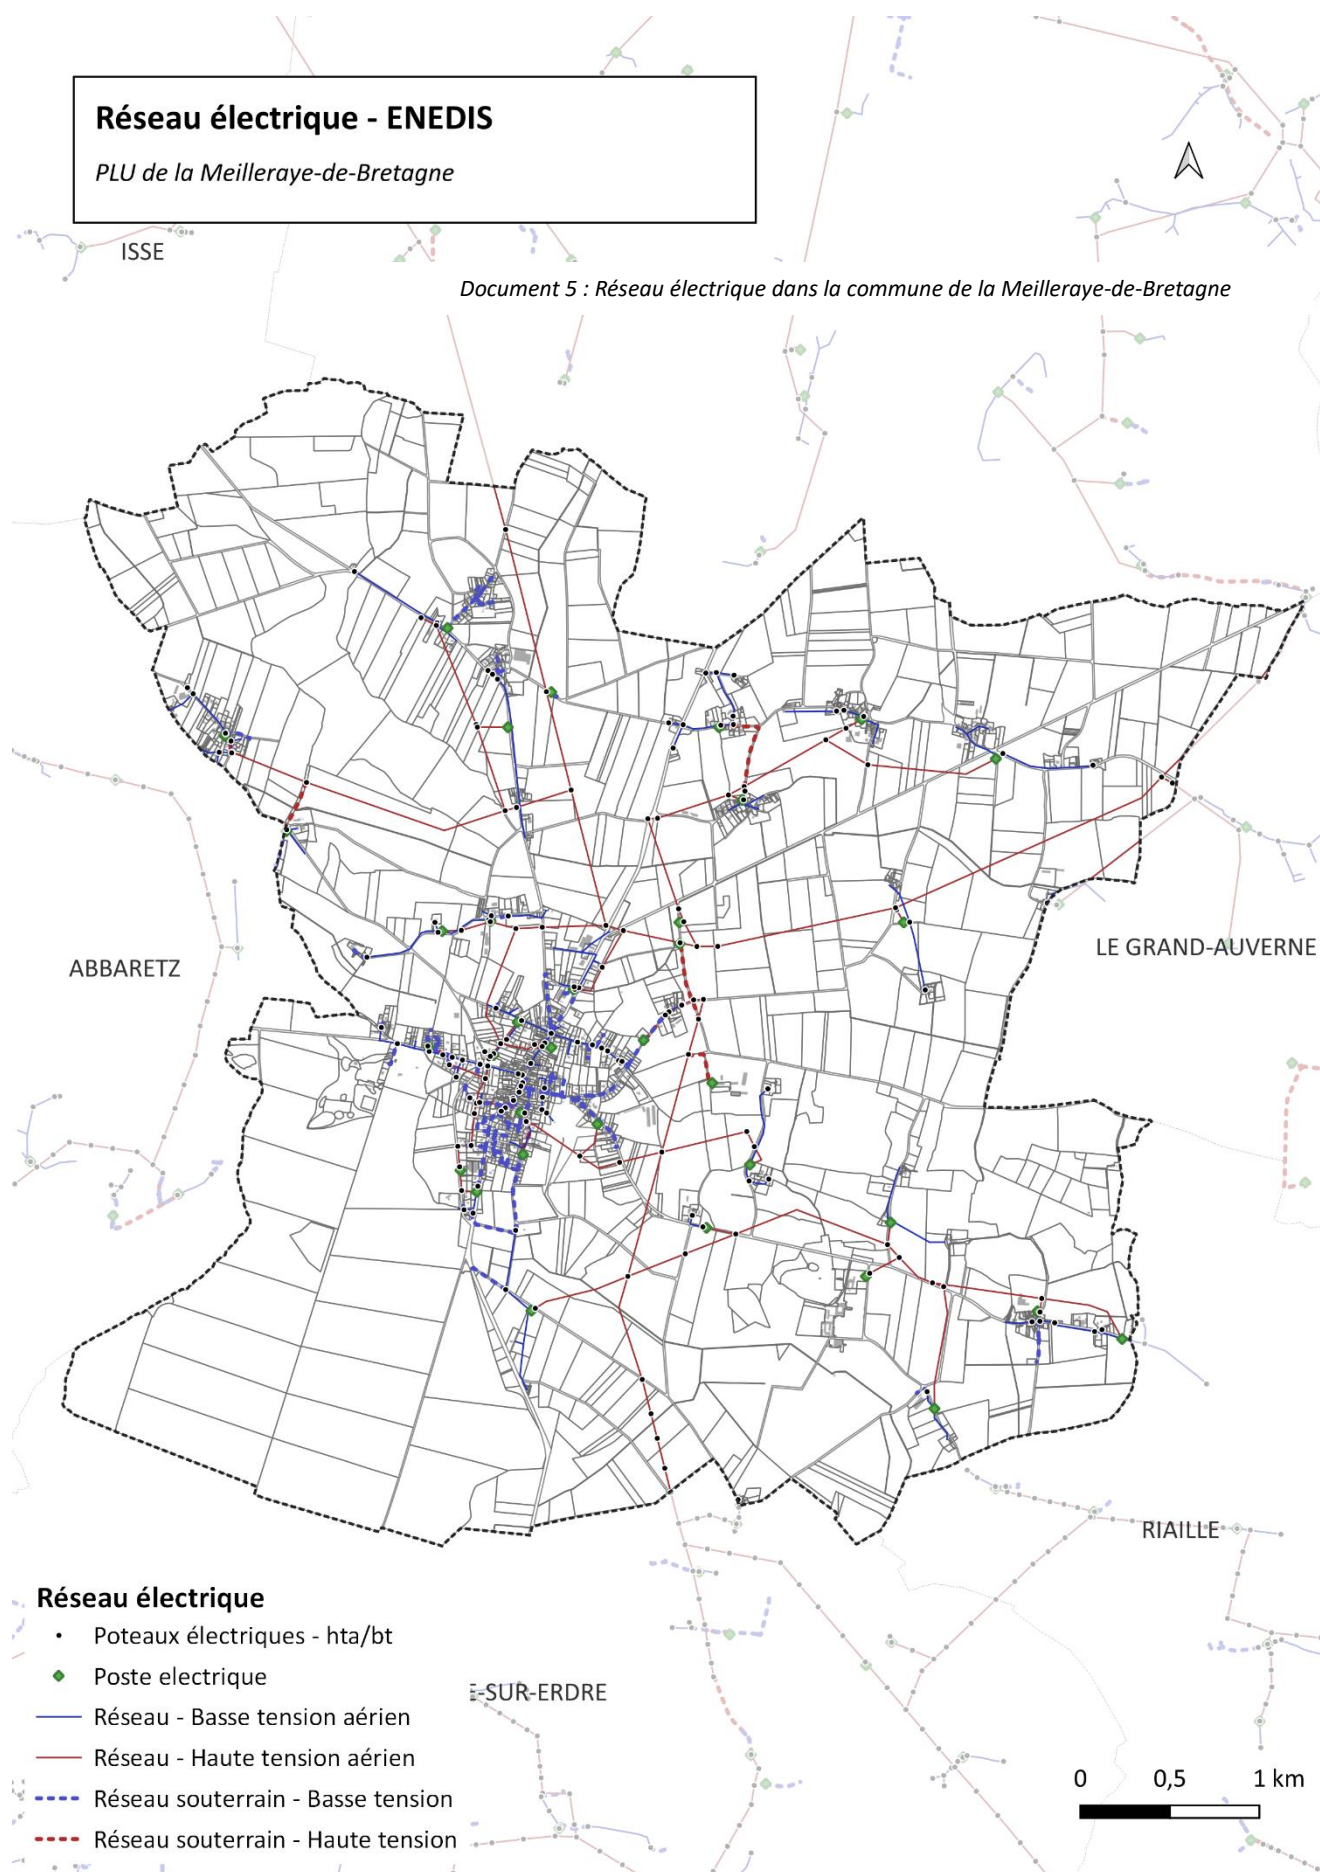 Réseau électrique - ENEDIS
PLU de la Meilleraye-de-Bretagne
ISSE
Document 5 : Réseau électrique dans la commune de la Meilleraye-de-Bretagne
LE GRAND-AUVERNE
ABBARETZ
RIAILLE
Réseau électrique
Poteaux électriques - hta/bt
Poste electrique
E-SUR-ERDRE
Réseau - Basse tension aérien
Réseau - Haute tension aérien
0 0,5 1 km
Réseau souterrain - Basse tension
Réseau souterrain - Haute tension